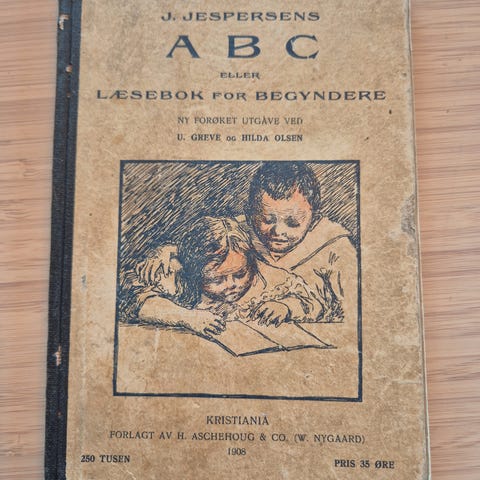 J. JESPERSENS
ABC
ELLER
LÆSEBOK FOR BEGYNDERE
NY FORØKET UTGAVE VED
U. GREVE OG HILDA OLSEN
KRISTIANIA
FORLAGT AV H. ASCHEHOUG & CO. (W. NYGAARD)
1908
250 TUSEN
PRIS 35 ØRE